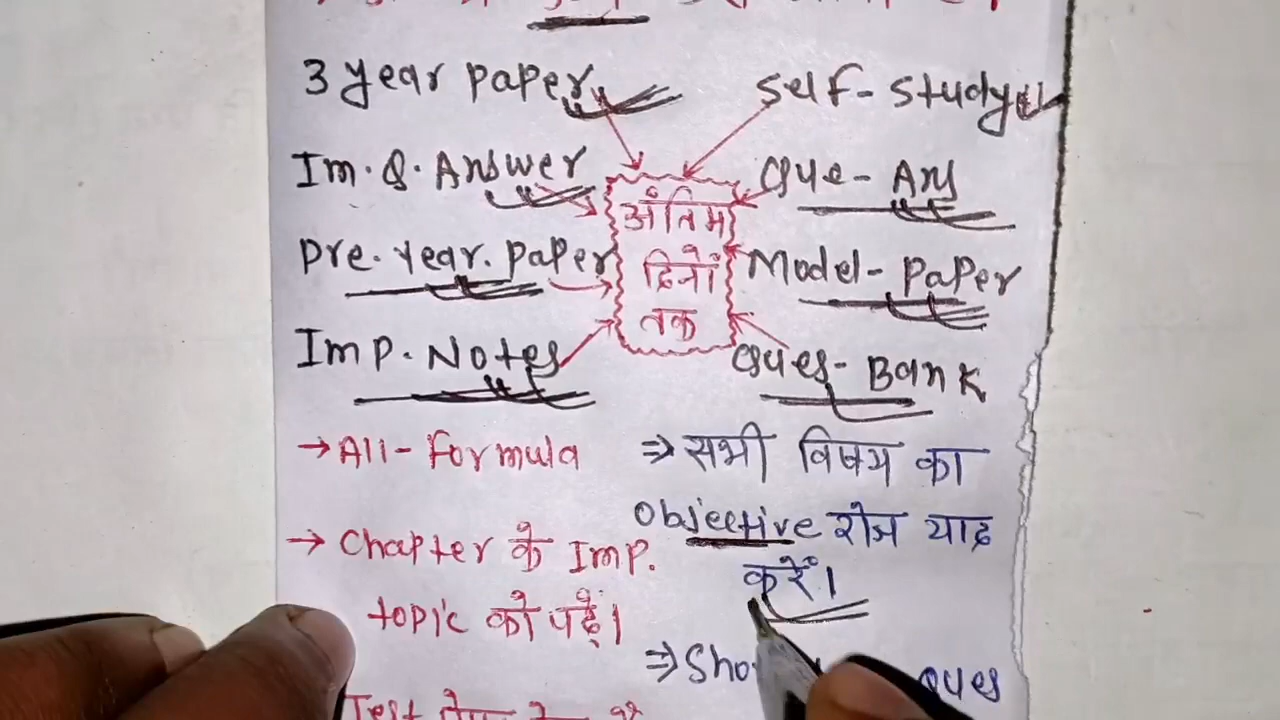 3 Year Paper
Self-Study
Im. Q. Answer
Que-Ans
Pre. Year. Paper
Model-Paper
Imp. Notes
Ques-Bank
अंतिम
दिनों
तक
→ All-Formula
→ Chapter के Imp.
topic को पढ़ें।
⇒ सभी विषय का
Objective रोज याद
करें।
⇒ Ques
Test